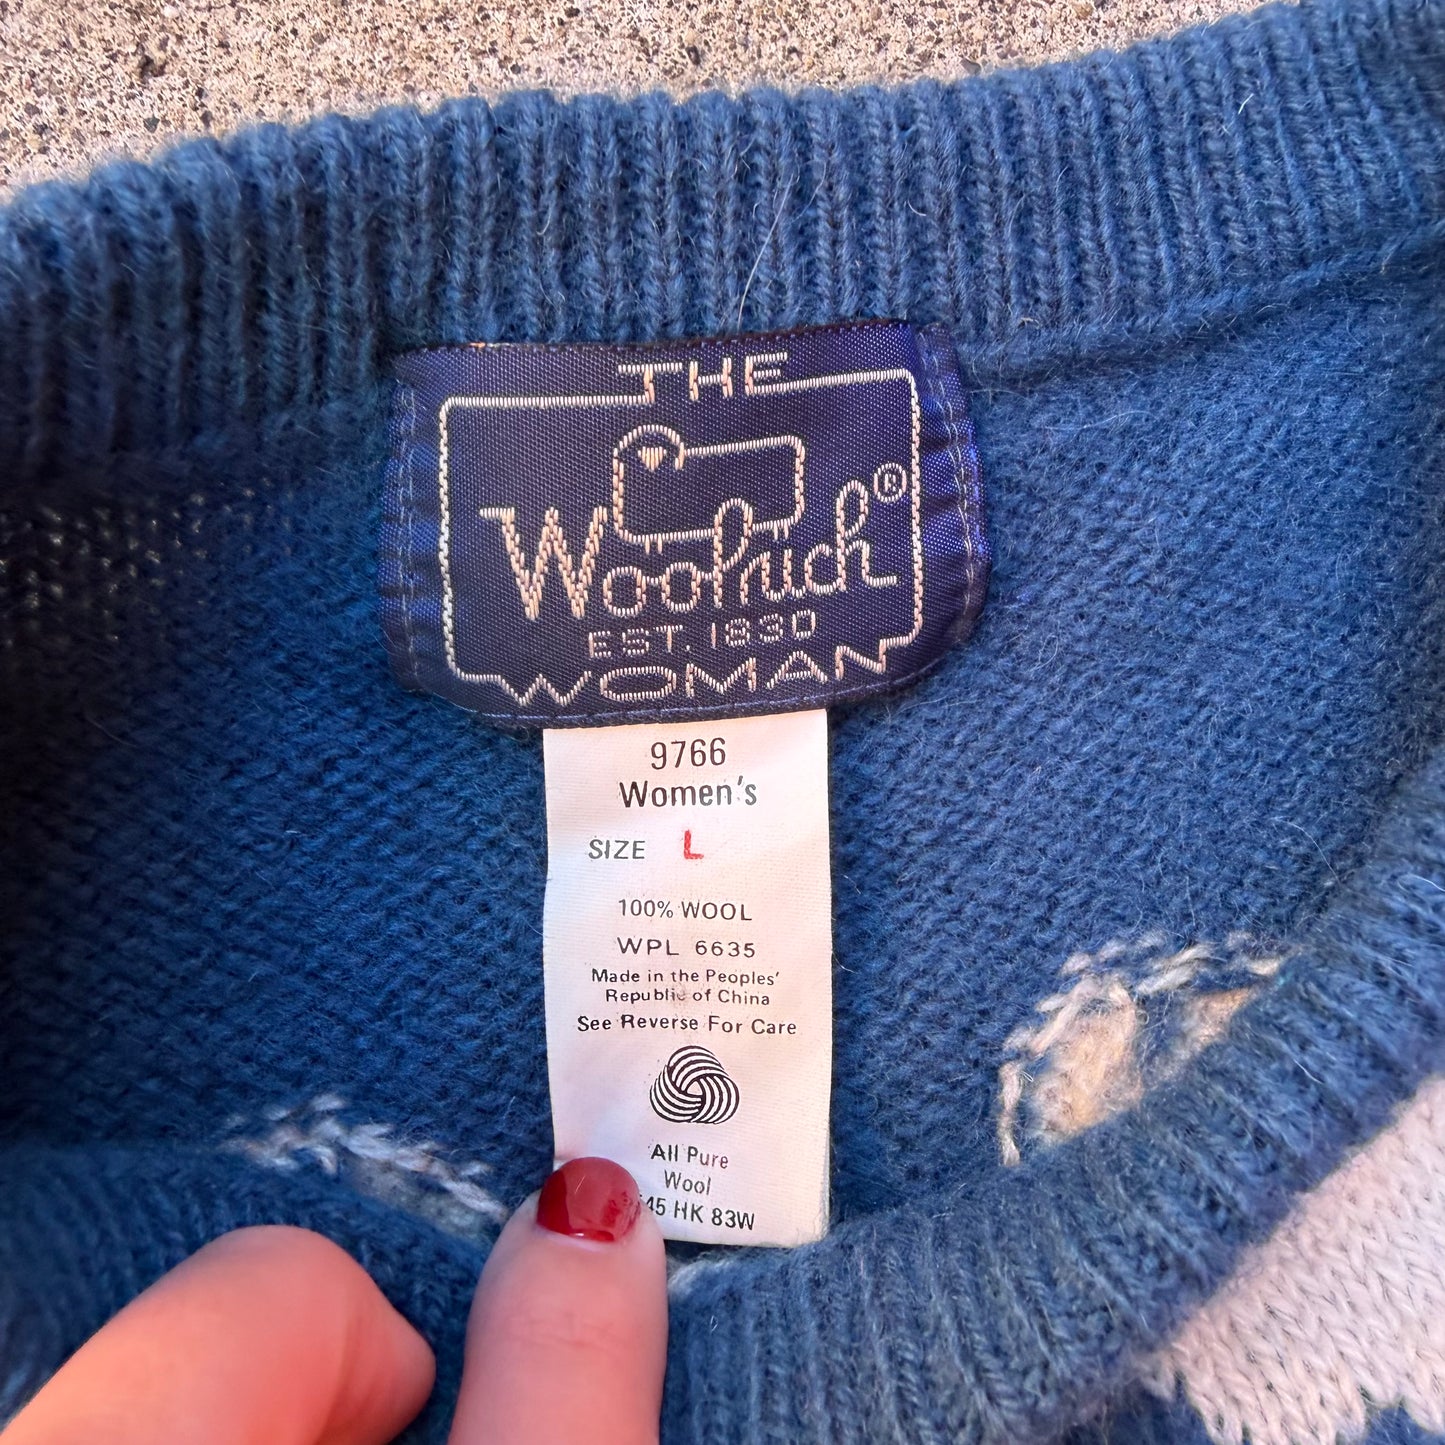 THE
Woolrich®
EST. 1830
WOMAN
9766
Women's
SIZE L
100% WOOL
WPL 6635
Made in the Peoples'
Republic of China
See Reverse For Care
All Pure
Wool
45 HK 83W